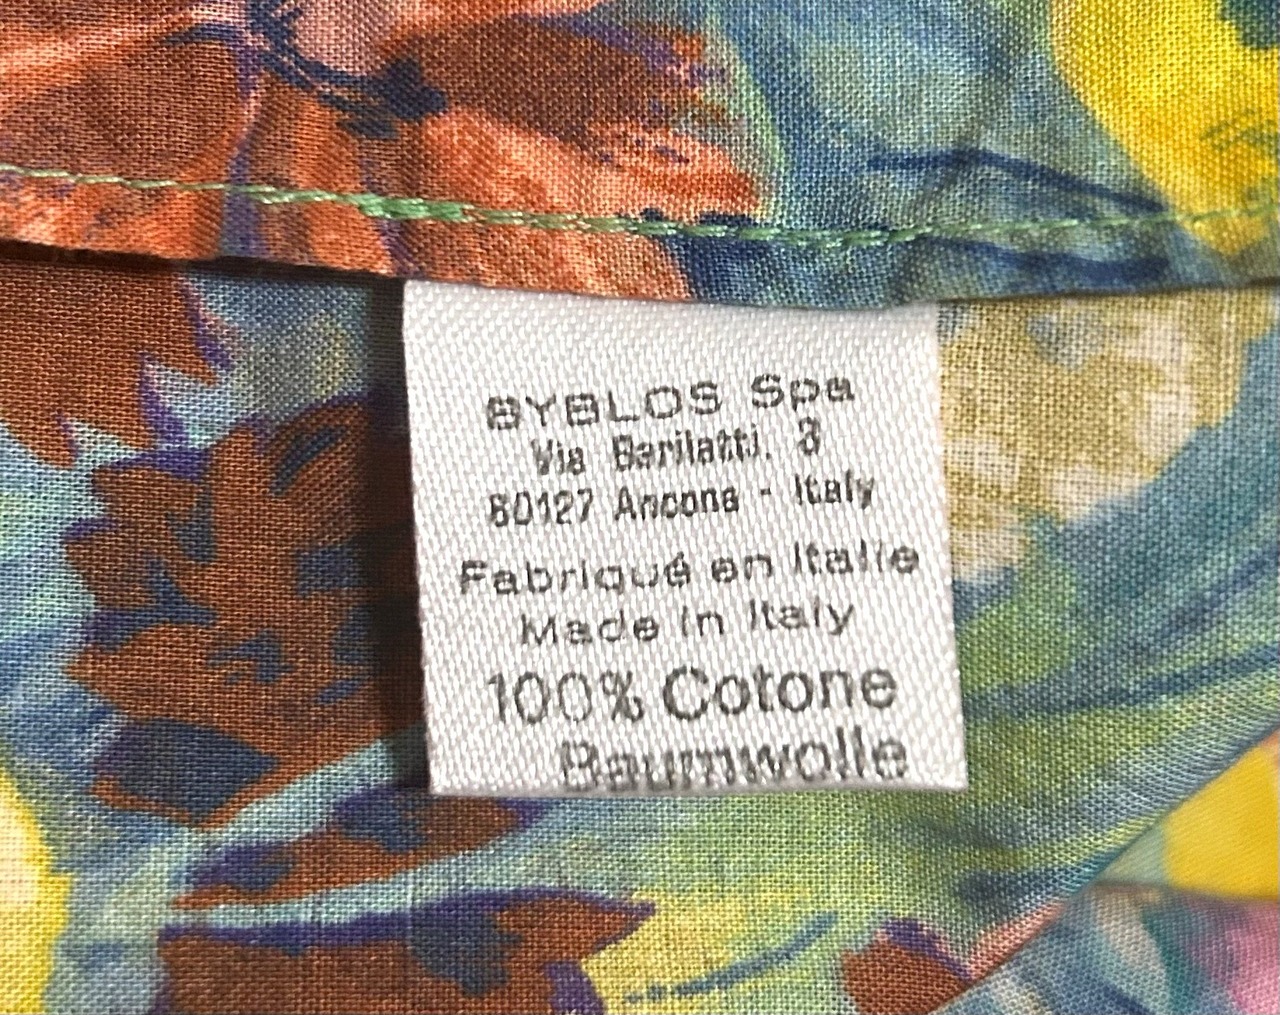 BYBLOS Spa
Via Barilatti, 3
60127 Ancona - Italy
Fabriqué en Italie
Made in Italy
100% Cotone
Baumwolle